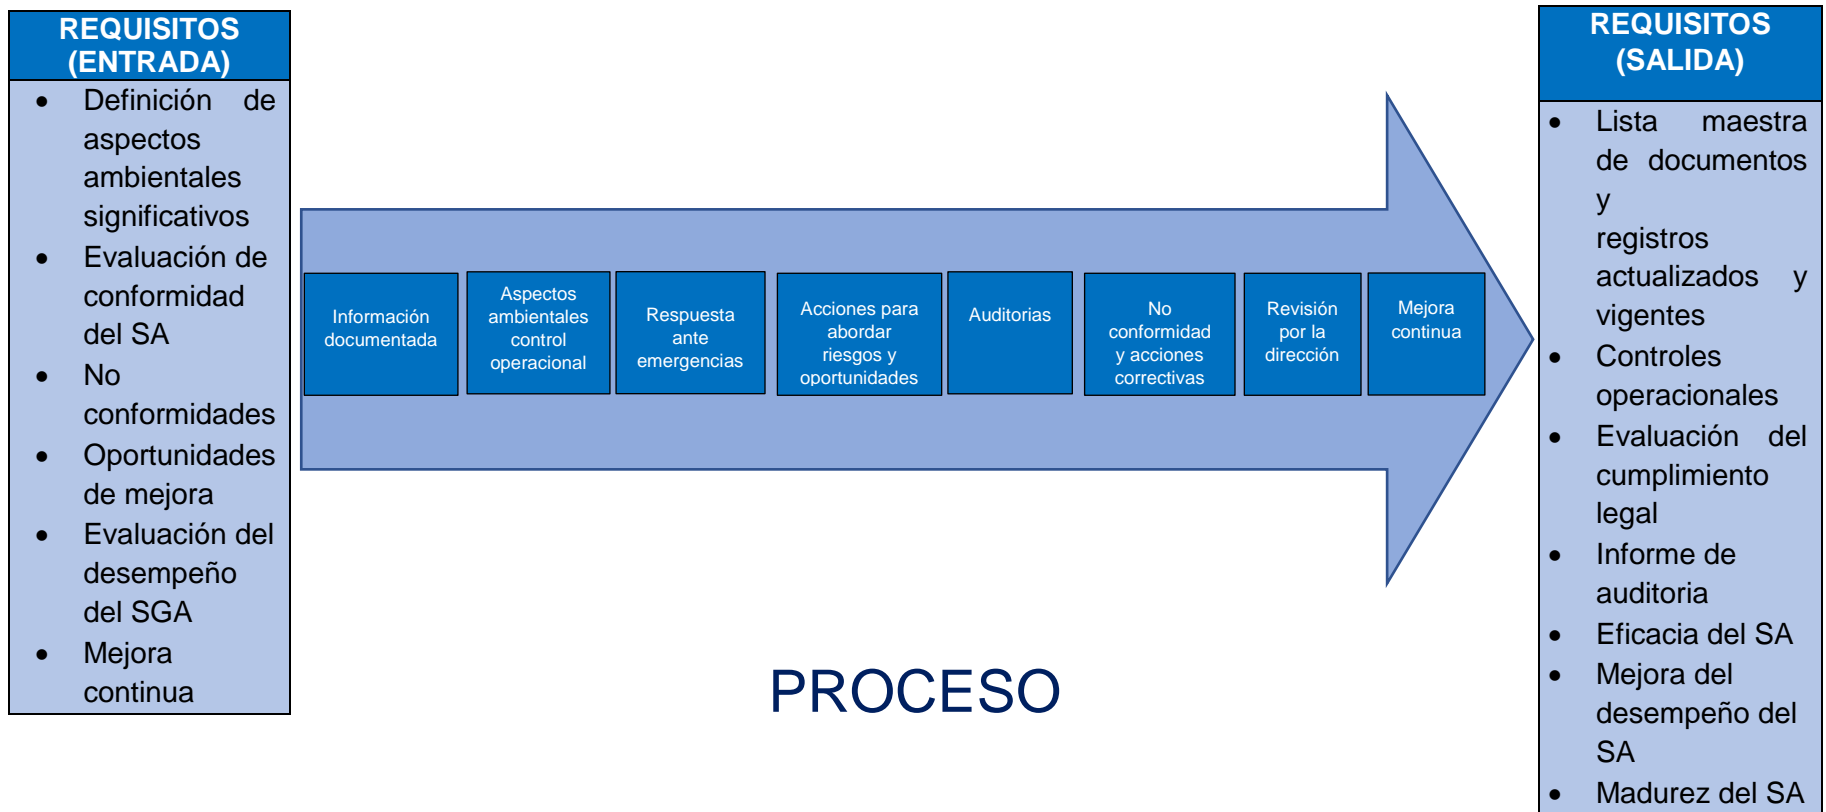 REQUISITOS
(ENTRADA)
• Definición de
aspectos
ambientales
significativos
• Evaluación de
conformidad
del SA
• No
conformidades
• Oportunidades
de mejora
• Evaluación del
desempeño
del SGA
• Mejora
continua
Información
documentada
Aspectos
ambientales
control
operacional
Respuesta
ante
emergencias
Acciones para
abordar
riesgos y
oportunidades
Auditorias
No
conformidad
y acciones
correctivas
Revisión
por la
dirección
Mejora
continua
PROCESO
REQUISITOS
(SALIDA)
• Lista maestra
de documentos
y
registros
actualizados y
vigentes
• Controles
operacionales
• Evaluación del
cumplimiento
legal
• Informe de
auditoria
• Eficacia del SA
• Mejora del
desempeño del
SA
• Madurez del SA